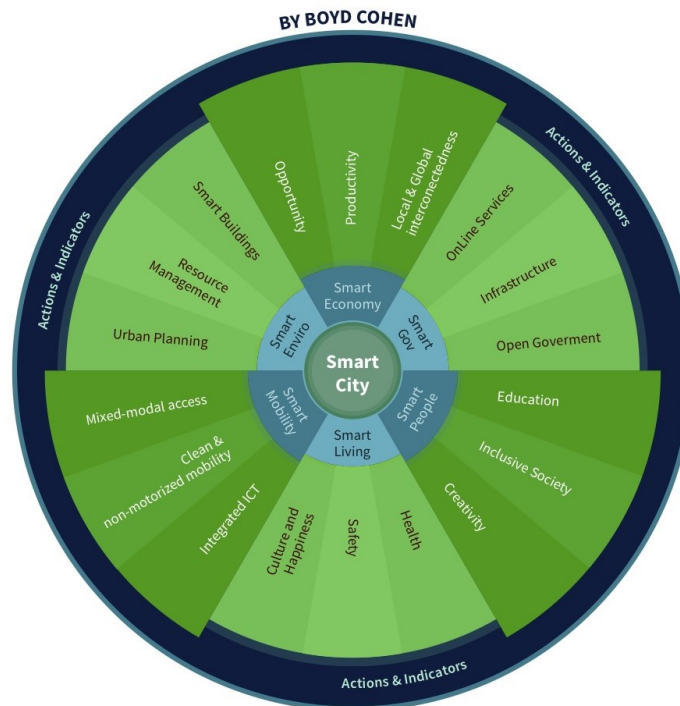 BY BOYD COHEN
Actions & Indicators
Actions & Indicators
Actions & Indicators
Smart
City
Smart
Economy
Opportunity
Productivity
Local & Global
interconectedness
Smart
Gov
OnLine Services
Infrastructure
Open Goverment
Smart
People
Education
Inclusive Society
Creativity
Smart
Living
Health
Safety
Culture and
Happiness
Smart
Mobility
Integrated ICT
Clean &
non-motorized mobility
Mixed-modal access
Smart
Enviro
Urban Planning
Resource
Management
Smart Buildings